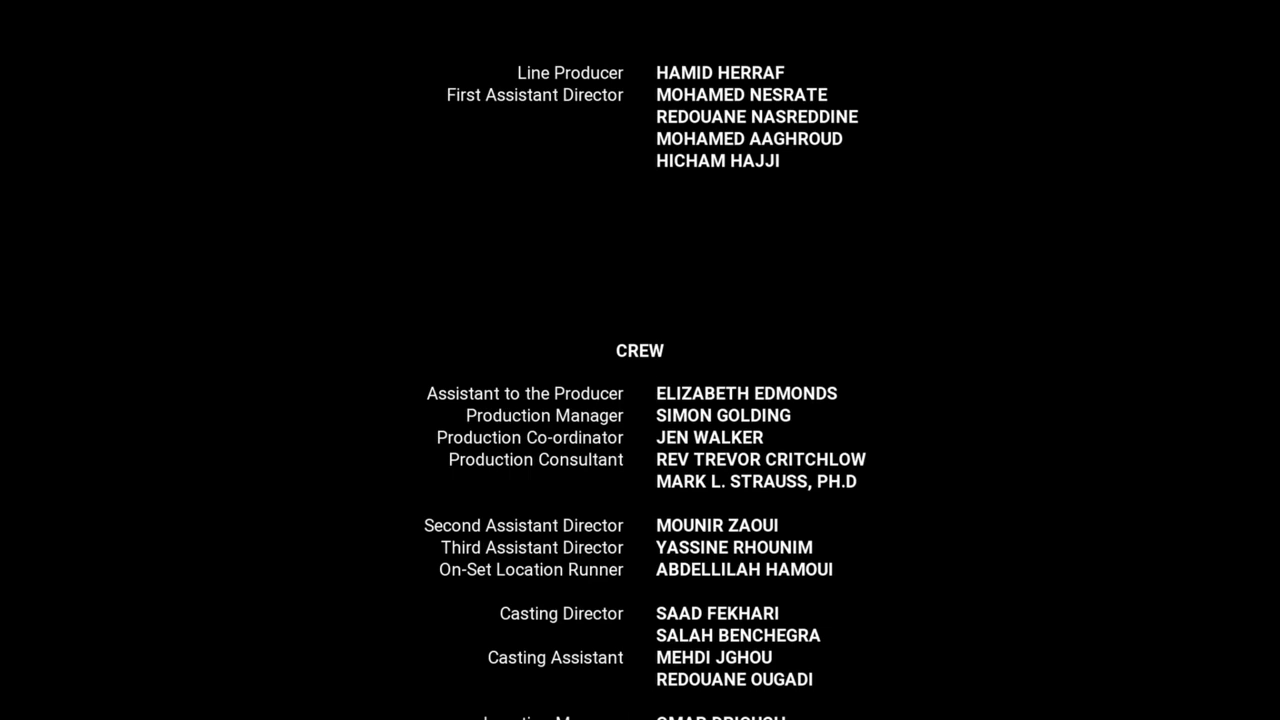 Line Producer HAMID HERRAF
First Assistant Director MOHAMED NESRATE
REDOUANE NASREDDINE
MOHAMED AAGHROUD
HICHAM HAJJI
CREW
Assistant to the Producer ELIZABETH EDMONDS
Production Manager SIMON GOLDING
Production Co-ordinator JEN WALKER
Production Consultant REV TREVOR CRITCHLOW
MARK L. STRAUSS, PH.D
Second Assistant Director MOUNIR ZAOUI
Third Assistant Director YASSINE RHOUNIM
On-Set Location Runner ABDELLILAH HAMOUI
Casting Director SAAD FEKHARI
SALAH BENCHEGRA
Casting Assistant MEHDI JGHOU
REDOUANE OUGADI